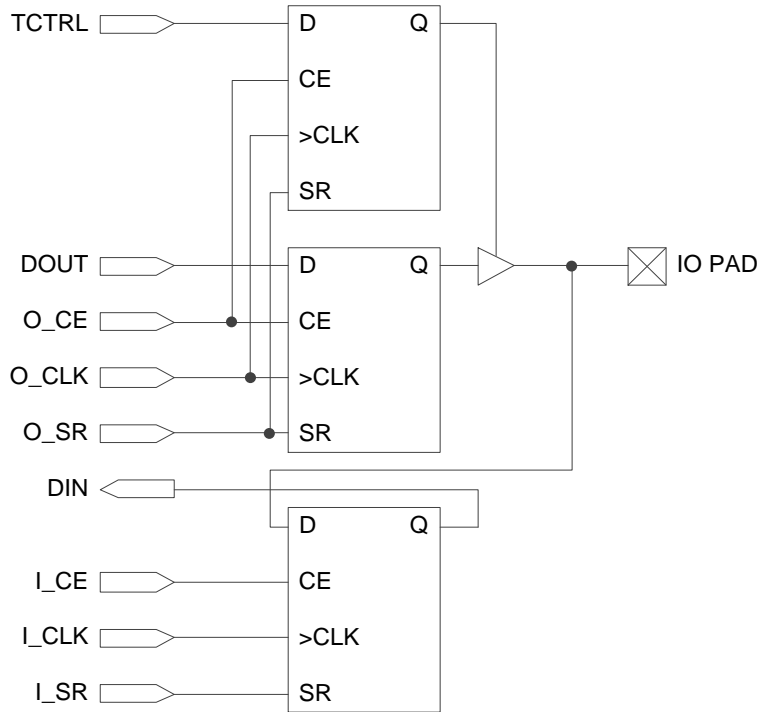 TCTRL D Q
CE
>CLK
SR
DOUT D Q IO PAD
O_CE CE
O_CLK >CLK
O_SR SR
DIN
D Q
I_CE CE
I_CLK >CLK
I_SR SR